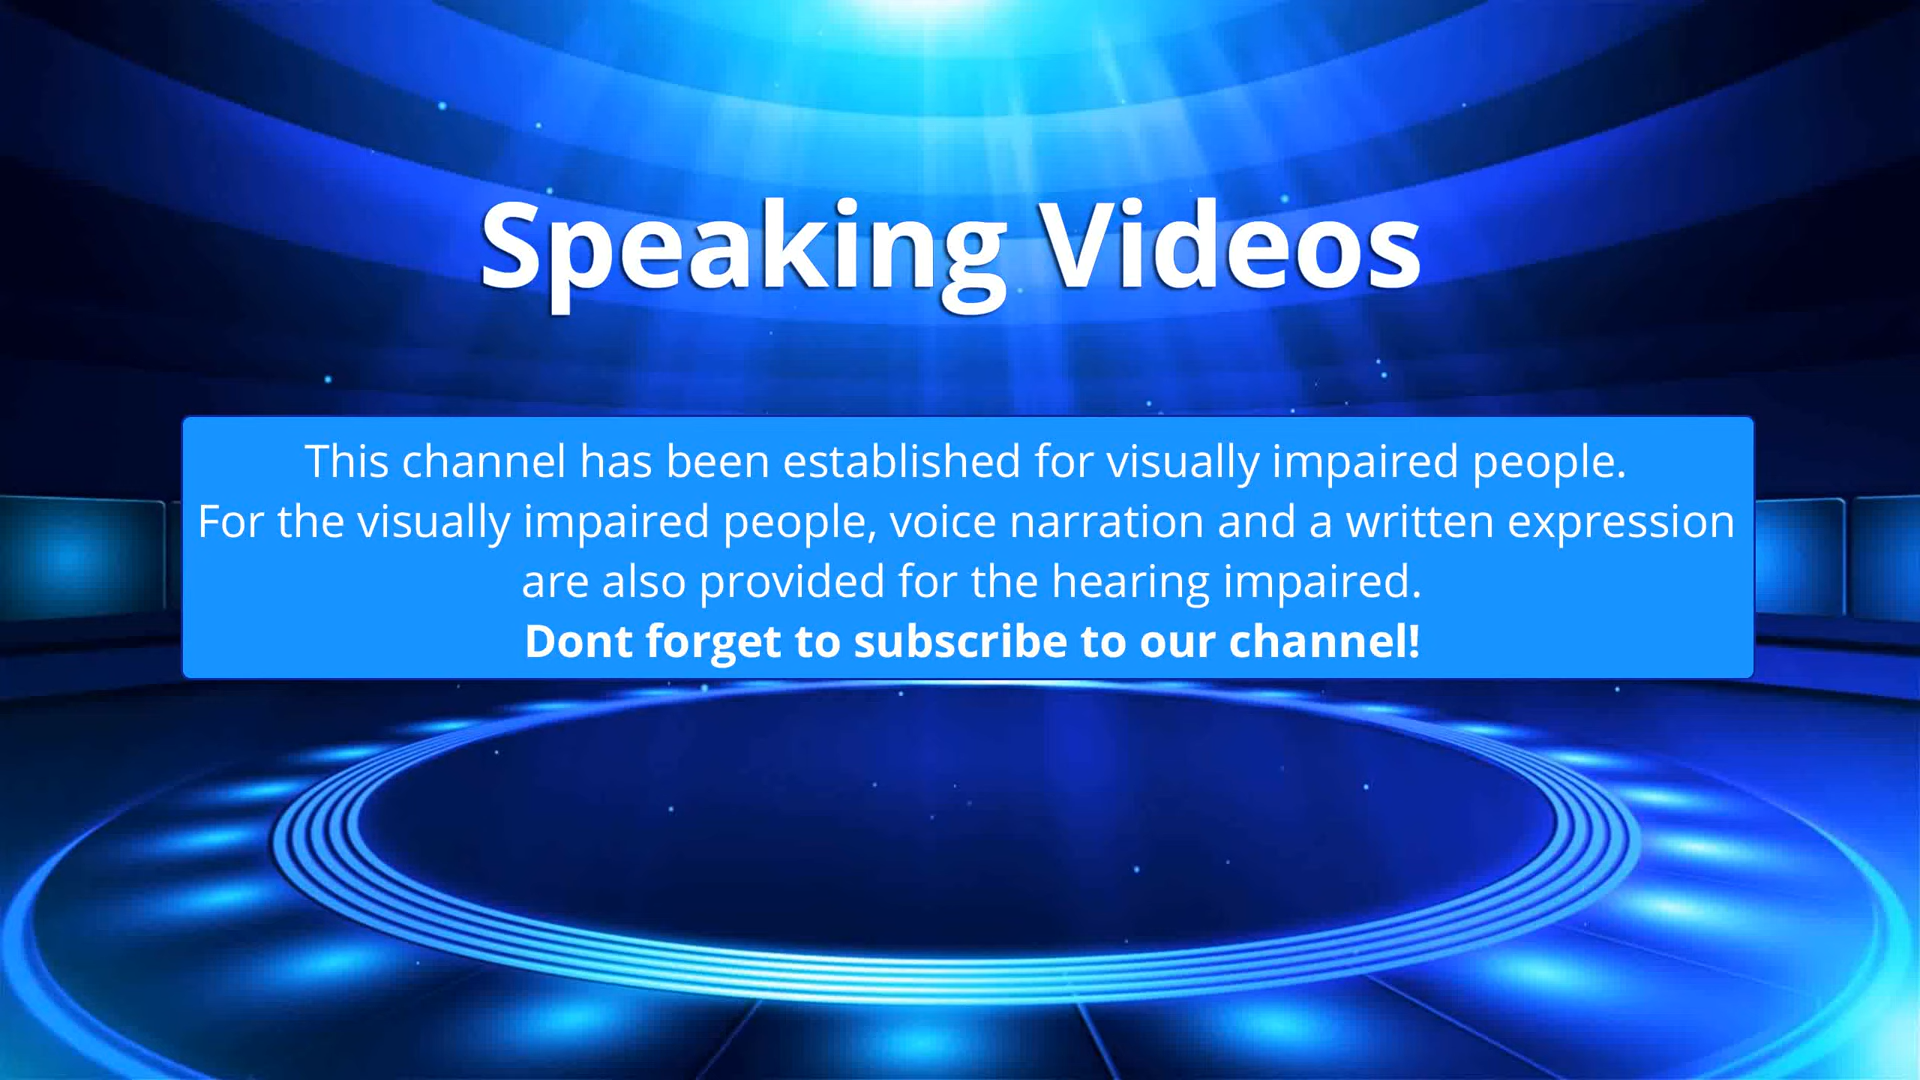 Speaking Videos
This channel has been established for visually impaired people.
For the visually impaired people, voice narration and a written expression
are also provided for the hearing impaired.
Dont forget to subscribe to our channel!